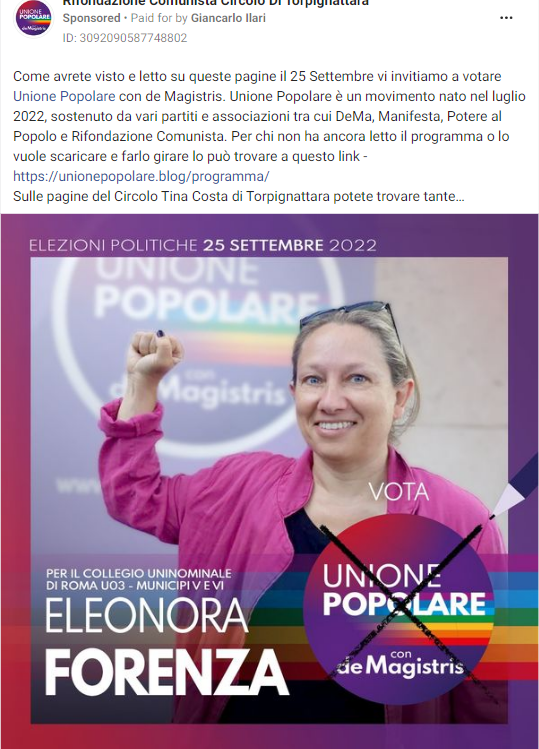 Rifondazione Comunista Circolo Di Torpignattara
Sponsored • Paid for by Giancarlo Ilari
ID: 3092090587748802
Come avrete visto e letto su queste pagine il 25 Settembre vi invitiamo a votare
Unione Popolare con de Magistris. Unione Popolare è un movimento nato nel luglio
2022, sostenuto da vari partiti e associazioni tra cui DeMa, Manifesta, Potere al
Popolo e Rifondazione Comunista. Per chi non ha ancora letto il programma o lo
vuole scaricare e farlo girare lo può trovare a questo link -
https://unionepopolare.blog/programma/
Sulle pagine del Circolo Tina Costa di Torpignattara potete trovare tante…
UNIONE
POPOLARE
de Magistris
ELEZIONI POLITICHE 25 SETTEMBRE 2022
UNIONE
POPOLARE
con
de Magistris
www
VOTA
UNIONE
POPOLARE
con
de Magistris
PER IL COLLEGIO UNINOMINALE
DI ROMA U03 - MUNICIPI V E VI
ELEONORA
FORENZA